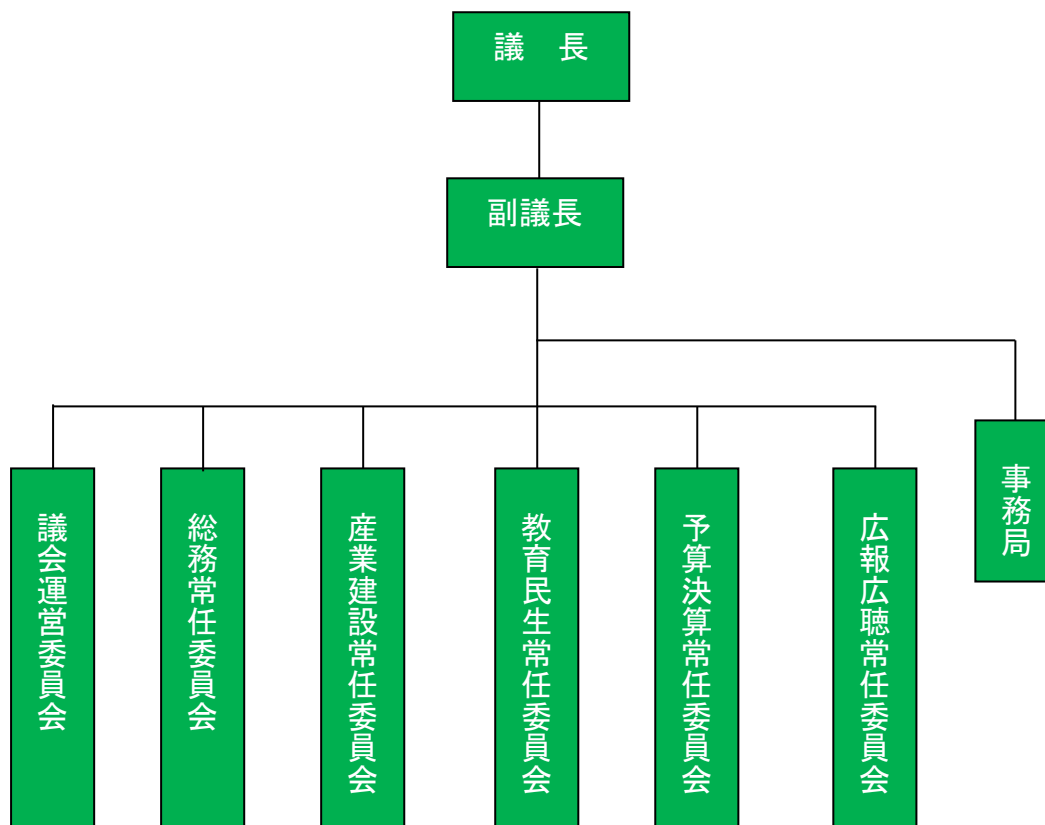 議　長
副議長
議会運営委員会
総務常任委員会
産業建設常任委員会
教育民生常任委員会
予算決算常任委員会
広報広聴常任委員会
事務局